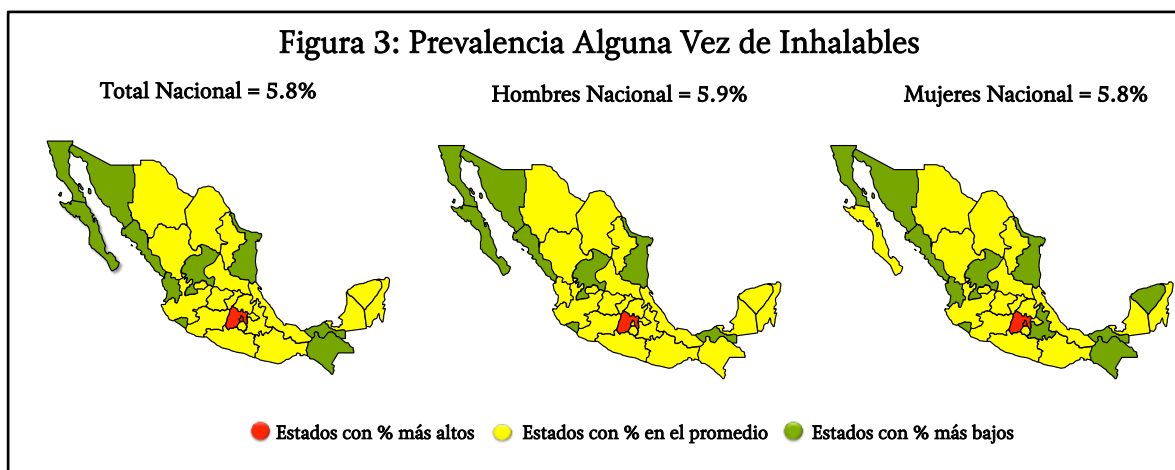 Figura 3: Prevalencia Alguna Vez de Inhalables
Total Nacional = 5.8%
Hombres Nacional = 5.9%
Mujeres Nacional = 5.8%
Estados con % más altos
Estados con % en el promedio
Estados con % más bajos